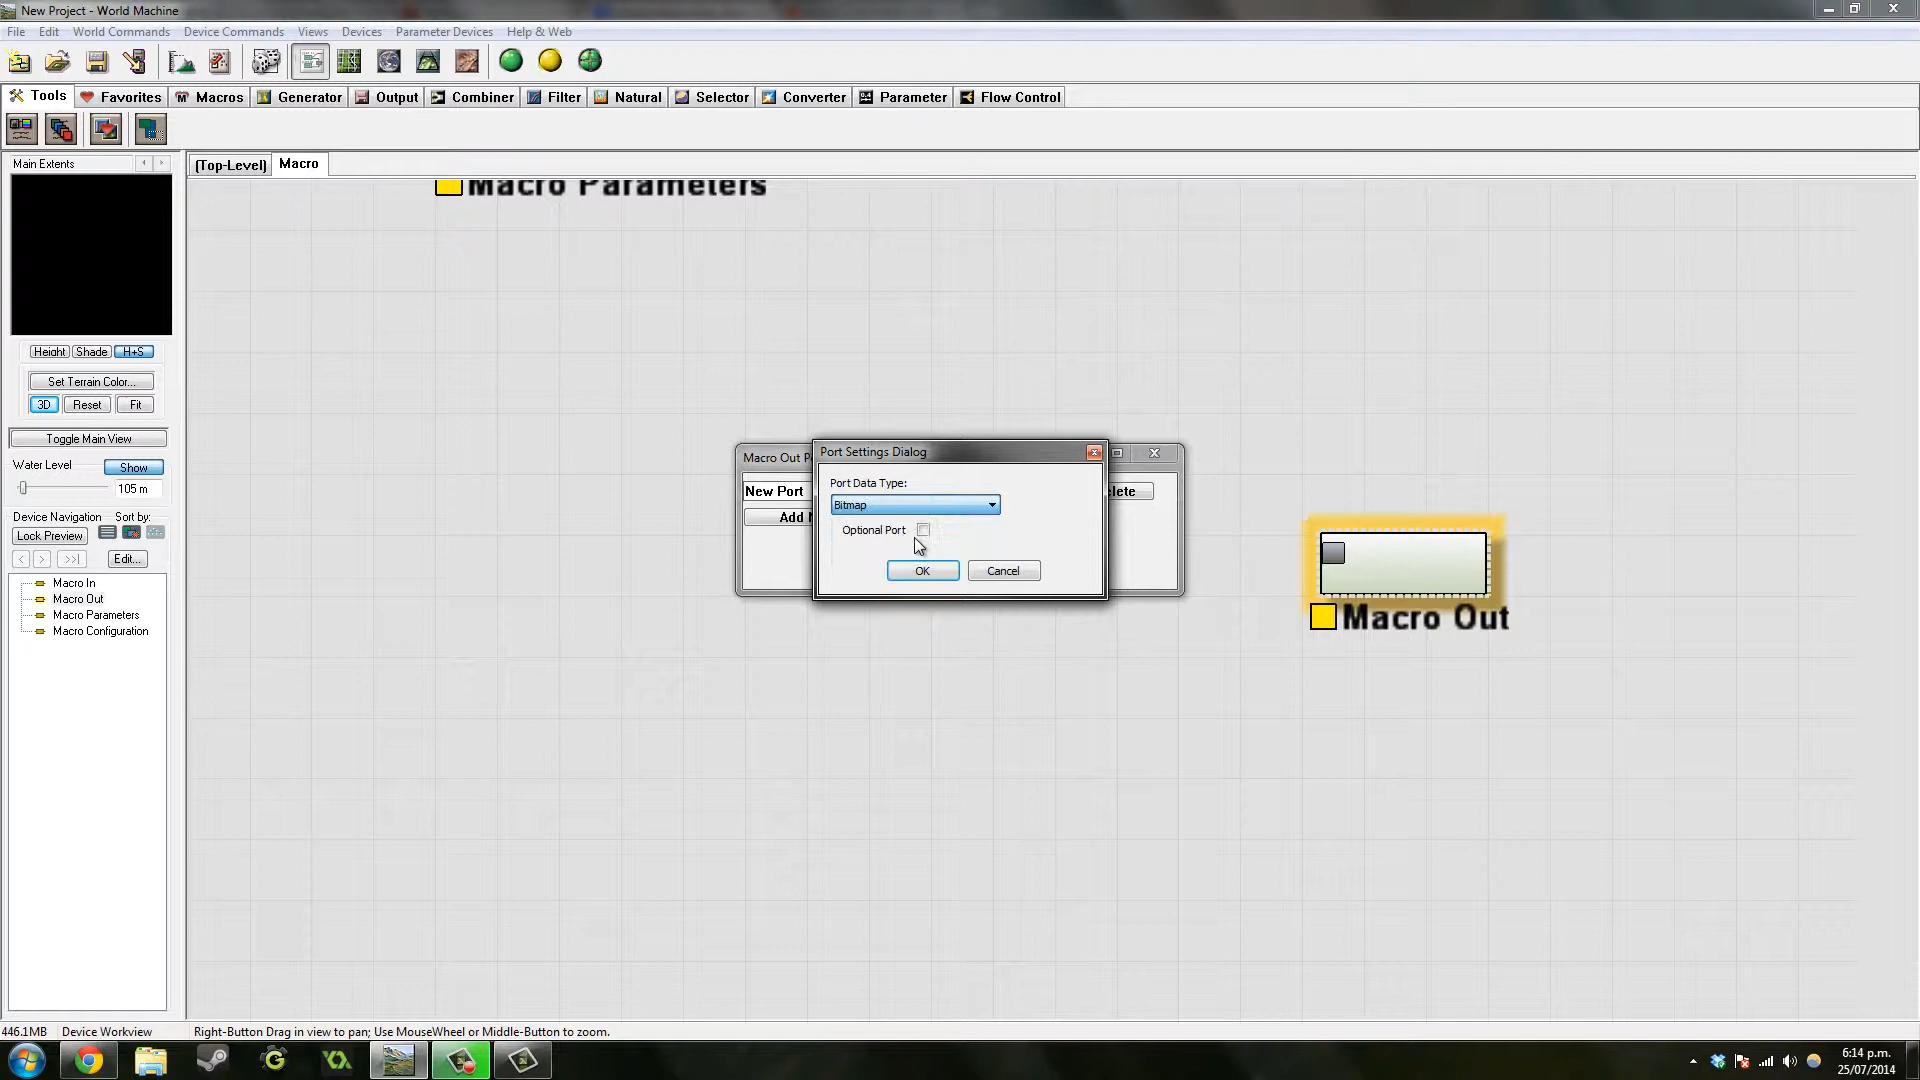 New Project - World Machine
File Edit World Commands Device Commands Views Devices Parameter Devices Help & Web
Tools Favorites Macros Generator Output Combiner Filter Natural Selector Converter Parameter Flow Control
Main Extents
[Top-Level] Macro
Macro Parameters
Height Shade H+S
Set Terrain Color...
3D Reset Fit
Toggle Main View
Water Level Show
105 m
Device Navigation Sort by:
Lock Preview
< > >>| Edit...
Macro In
Macro Out
Macro Parameters
Macro Configuration
Macro Out P
New Port
Add N
lete
Port Settings Dialog
Port Data Type:
Bitmap
Optional Port
OK Cancel
Macro Out
446.1MB Device Workview Right-Button Drag in view to pan; Use MouseWheel or Middle-Button to zoom.
6:14 p.m.
25/07/2014